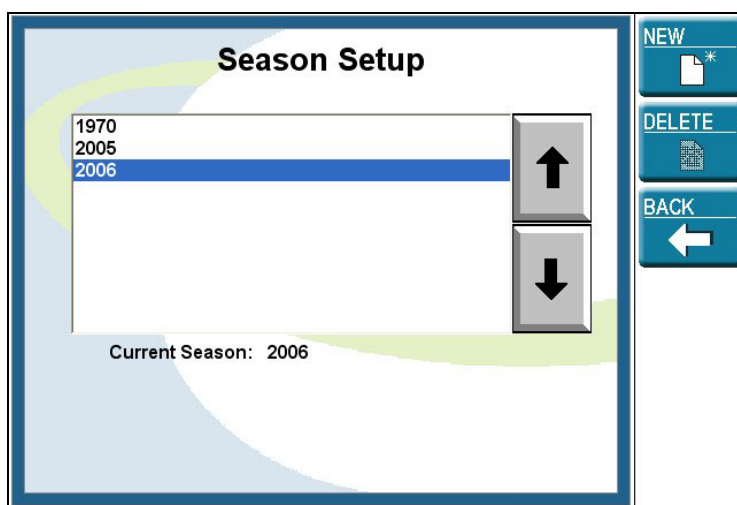 Season Setup
1970
2005
2006
Current Season: 2006
NEW
DELETE
BACK